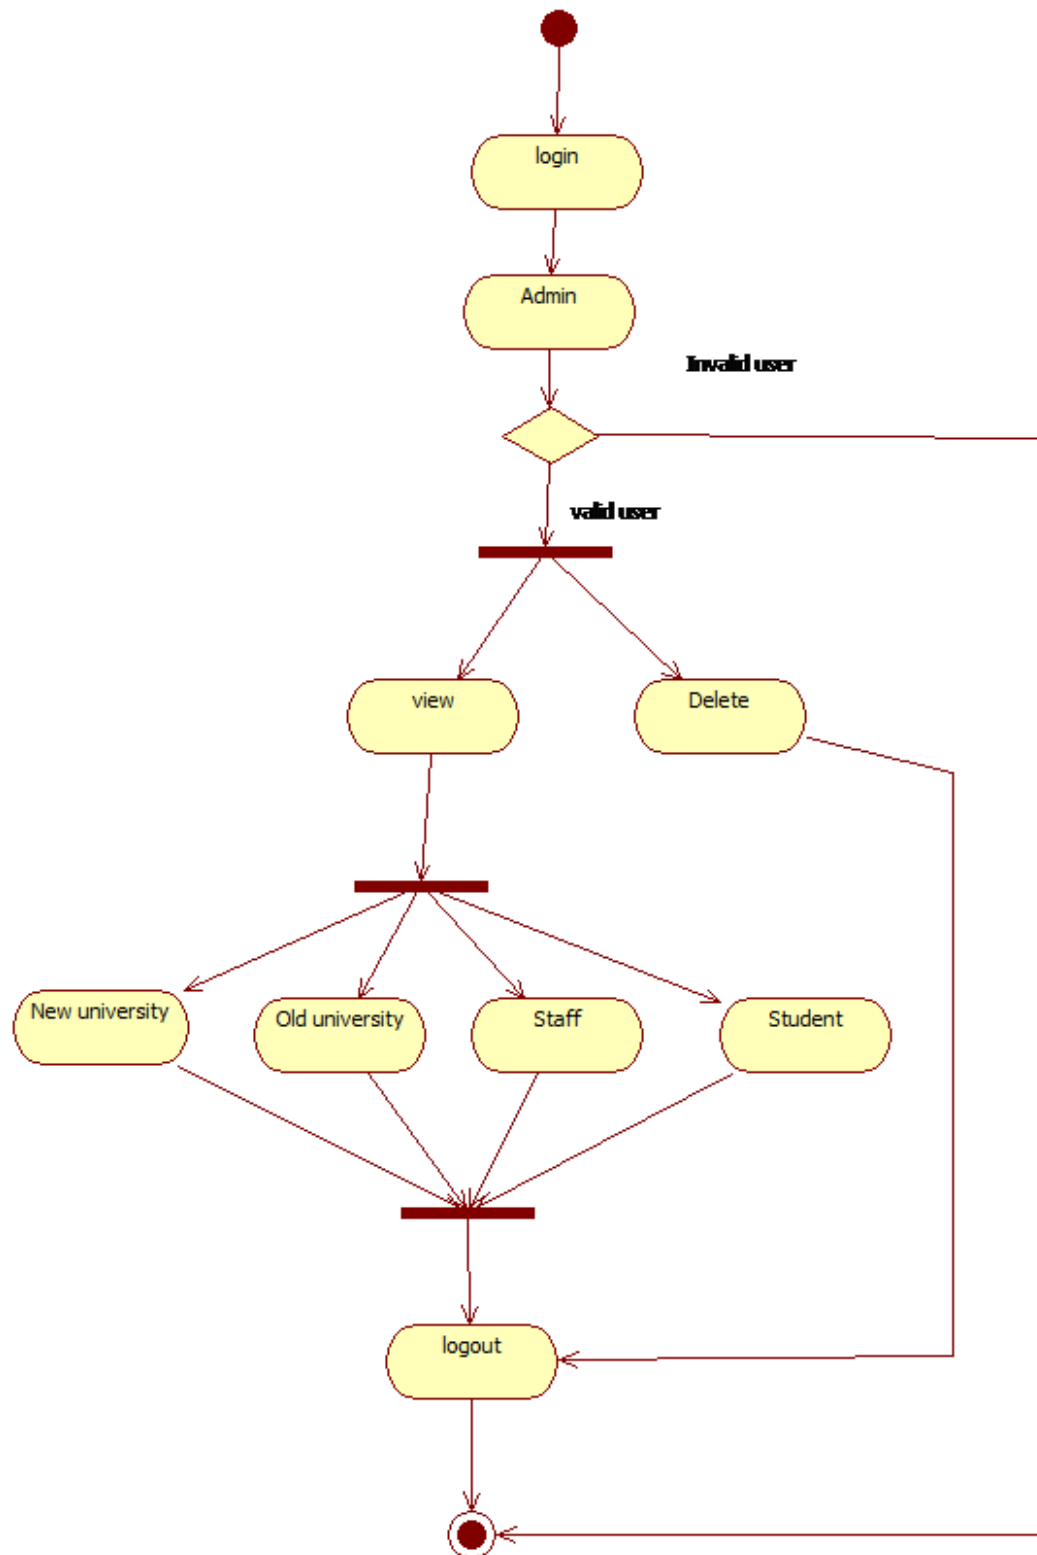 login
Admin
Invalid user
valid user
view
Delete
New university
Old university
Staff
Student
logout